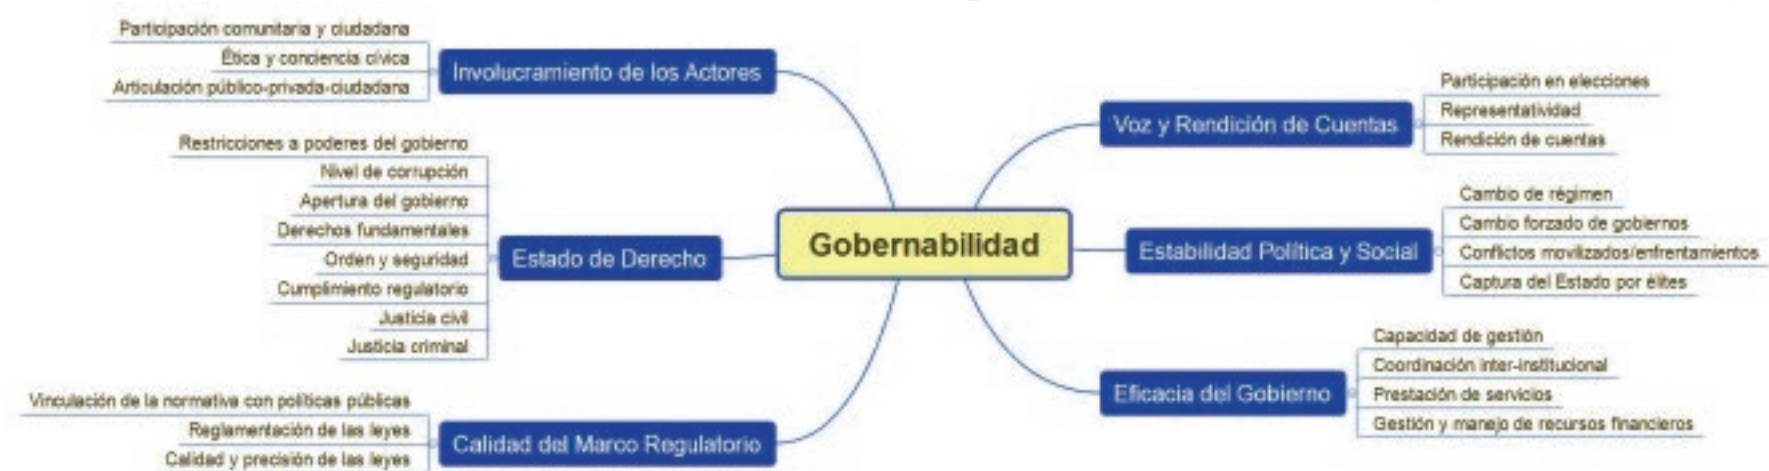 Participación comunitaria y ciudadana
Ética y conciencia cívica
Articulación público-privada-ciudadana
Involucramiento de los Actores
Restricciones a poderes del gobierno
Nivel de corrupción
Apertura del gobierno
Derechos fundamentales
Orden y seguridad
Cumplimiento regulatorio
Justicia civil
Justicia criminal
Estado de Derecho
Vinculación de la normativa con políticas públicas
Reglamentación de las leyes
Calidad y precisión de las leyes
Calidad del Marco Regulatorio
Gobernabilidad
Voz y Rendición de Cuentas
Participación en elecciones
Representatividad
Rendición de cuentas
Estabilidad Política y Social
Cambio de régimen
Cambio forzado de gobiernos
Conflictos movilizados/enfrentamientos
Captura del Estado por élites
Eficacia del Gobierno
Capacidad de gestión
Coordinación inter-institucional
Prestación de servicios
Gestión y manejo de recursos financieros